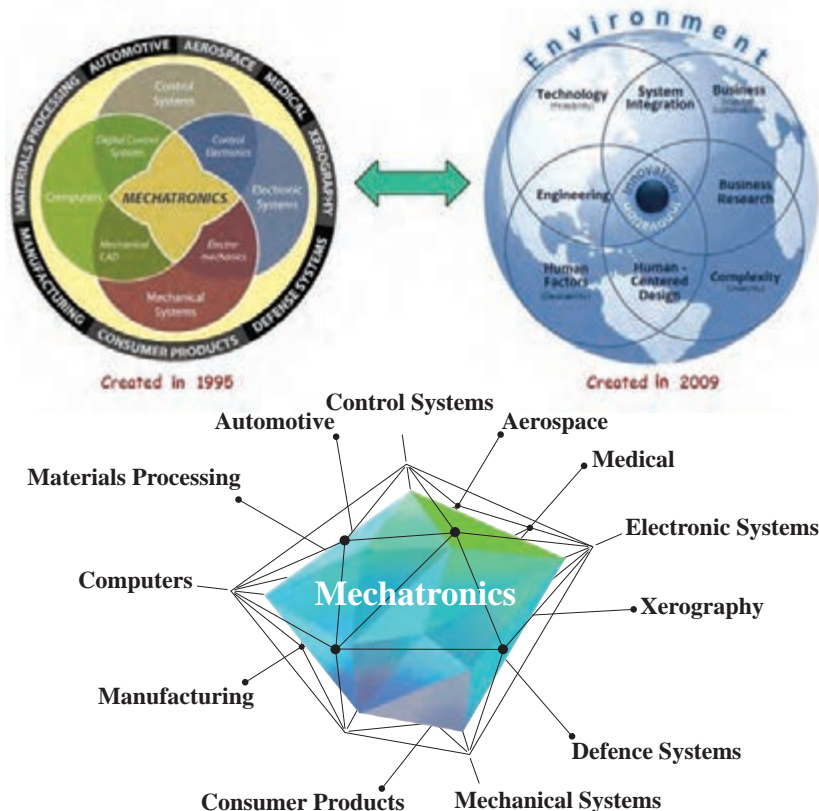 AUTOMOTIVE
AEROSPACE
MEDICAL
XEROGRAPHY
DEFENSE SYSTEMS
CONSUMER PRODUCTS
MANUFACTURING
MATERIALS PROCESSING
Control
Systems
Digital Control
Systems
Control
Electronics
Computers
MECHATRONICS
Electronic
Systems
Mechanical
CAD
Electro-
mechanics
Mechanical
Systems
Created in 1995
Environment
Technology
System
Integration
Business
Engineering
Innovation
Innovation
Business
Research
Human
Factors
Human -
Centered
Design
Complexity
Created in 2009
Control Systems
Automotive
Aerospace
Materials Processing
Medical
Electronic Systems
Computers
Mechatronics
Xerography
Manufacturing
Defence Systems
Consumer Products
Mechanical Systems